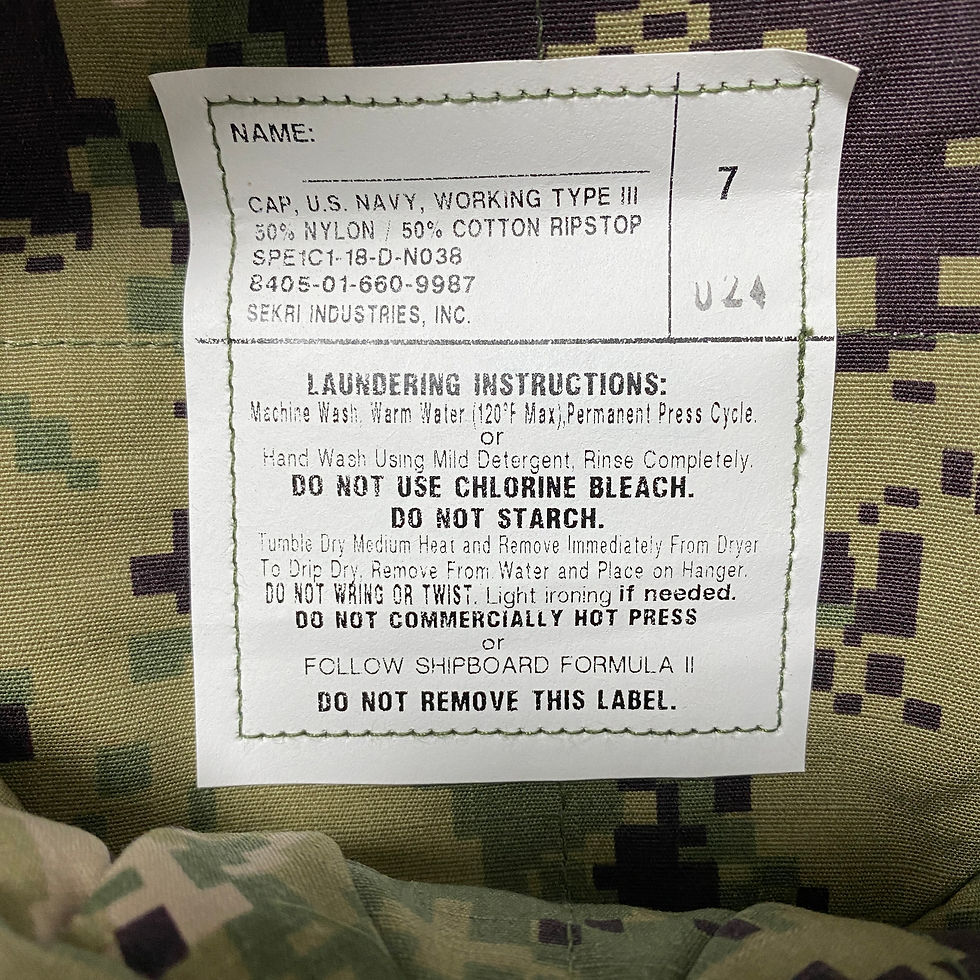 NAME:
7
CAP, U.S. NAVY, WORKING TYPE III
50% NYLON / 50% COTTON RIPSTOP
SPE1C1-18-D-N038
8405-01-660-9987
SEKRI INDUSTRIES, INC.
U24
LAUNDERING INSTRUCTIONS:
Machine Wash, Warm Water (120°F Max),Permanent Press Cycle.
or
Hand Wash Using Mild Detergent, Rinse Completely.
DO NOT USE CHLORINE BLEACH.
DO NOT STARCH.
Tumble Dry Medium Heat and Remove Immediately From Dryer
To Drip Dry, Remove From Water and Place on Hanger.
DO NOT WRING OR TWIST. Light ironing if needed.
DO NOT COMMERCIALLY HOT PRESS
or
FOLLOW SHIPBOARD FORMULA II
DO NOT REMOVE THIS LABEL.